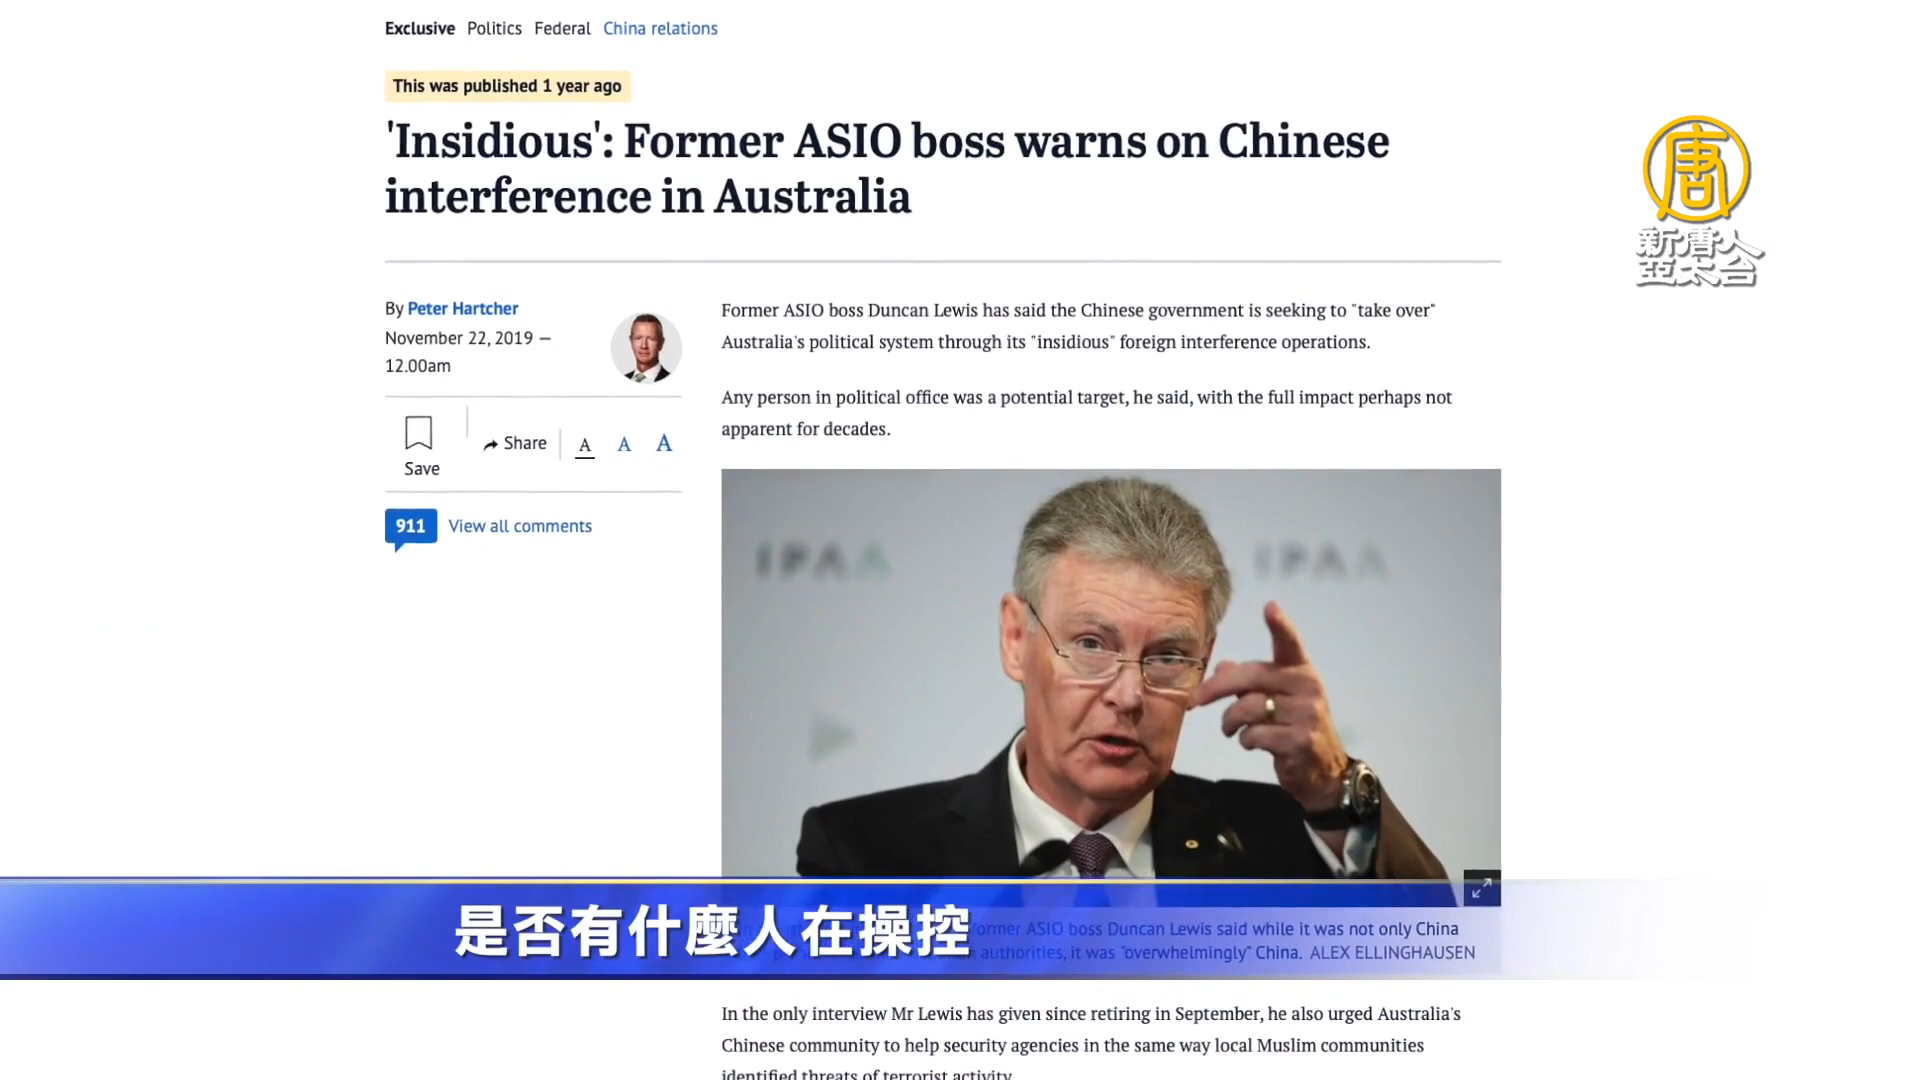 Exclusive Politics Federal China relations
This was published 1 year ago
'Insidious': Former ASIO boss warns on Chinese
interference in Australia
By Peter Hartcher
November 22, 2019 —
12.00am
Save
Share A A A
911 View all comments
Former ASIO boss Duncan Lewis has said the Chinese government is seeking to "take over"
Australia's political system through its "insidious" foreign interference operations.
Any person in political office was a potential target, he said, with the full impact perhaps not
apparent for decades.
IPAA IPAA
former ASIO boss Duncan Lewis said while it was not only China
authorities, it was "overwhelmingly" China. ALEX ELLINGHAUSEN
是否有什麼人在操控
In the only interview Mr Lewis has given since retiring in September, he also urged Australia's
Chinese community to help security agencies in the same way local Muslim communities
identified threats of terrorist activity.
唐
新唐人
亞太台